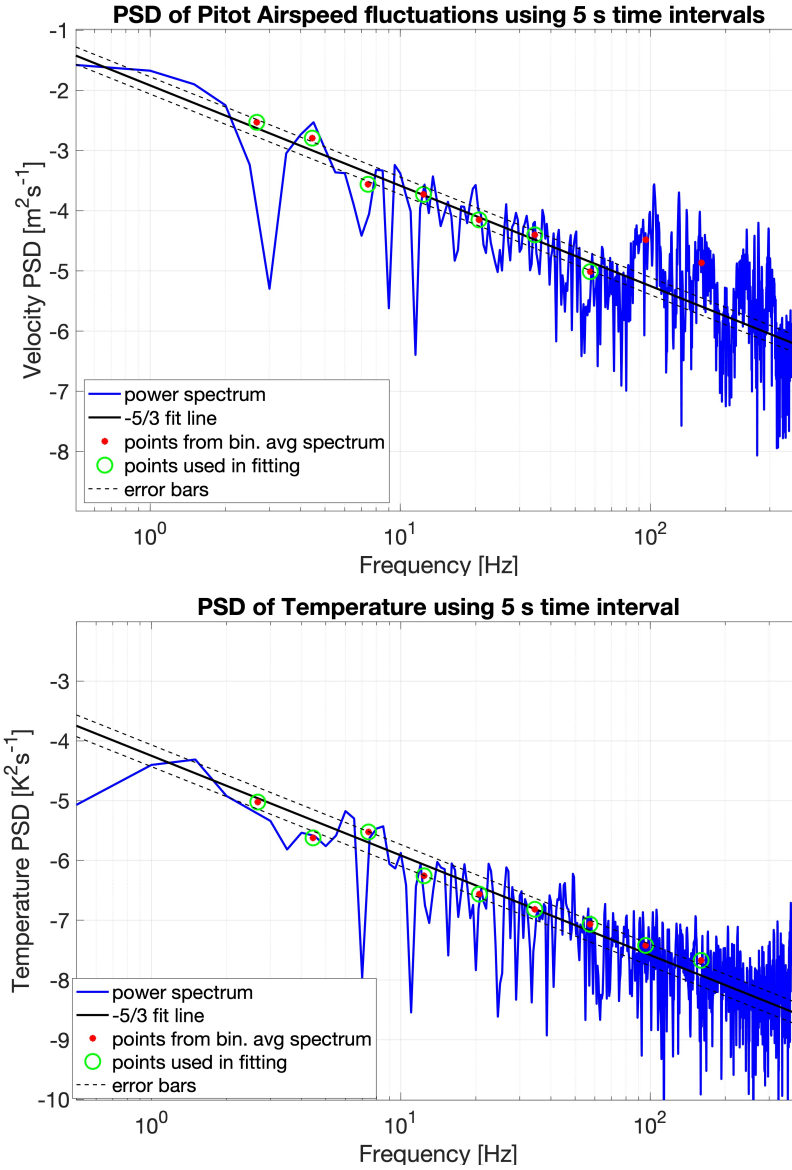 PSD of Pitot Airspeed fluctuations using 5 s time intervals
-1
-2
-3
-4
-5
-6
-7
-8
Velocity PSD [m²s⁻¹]
power spectrum
-5/3 fit line
points from bin. avg spectrum
points used in fitting
error bars
10⁰ 10¹ 10²
Frequency [Hz]
PSD of Temperature using 5 s time interval
-3
-4
-5
-6
-7
-8
-9
-10
Temperature PSD [K²s⁻¹]
power spectrum
-5/3 fit line
points from bin. avg spectrum
points used in fitting
error bars
10⁰ 10¹ 10²
Frequency [Hz]